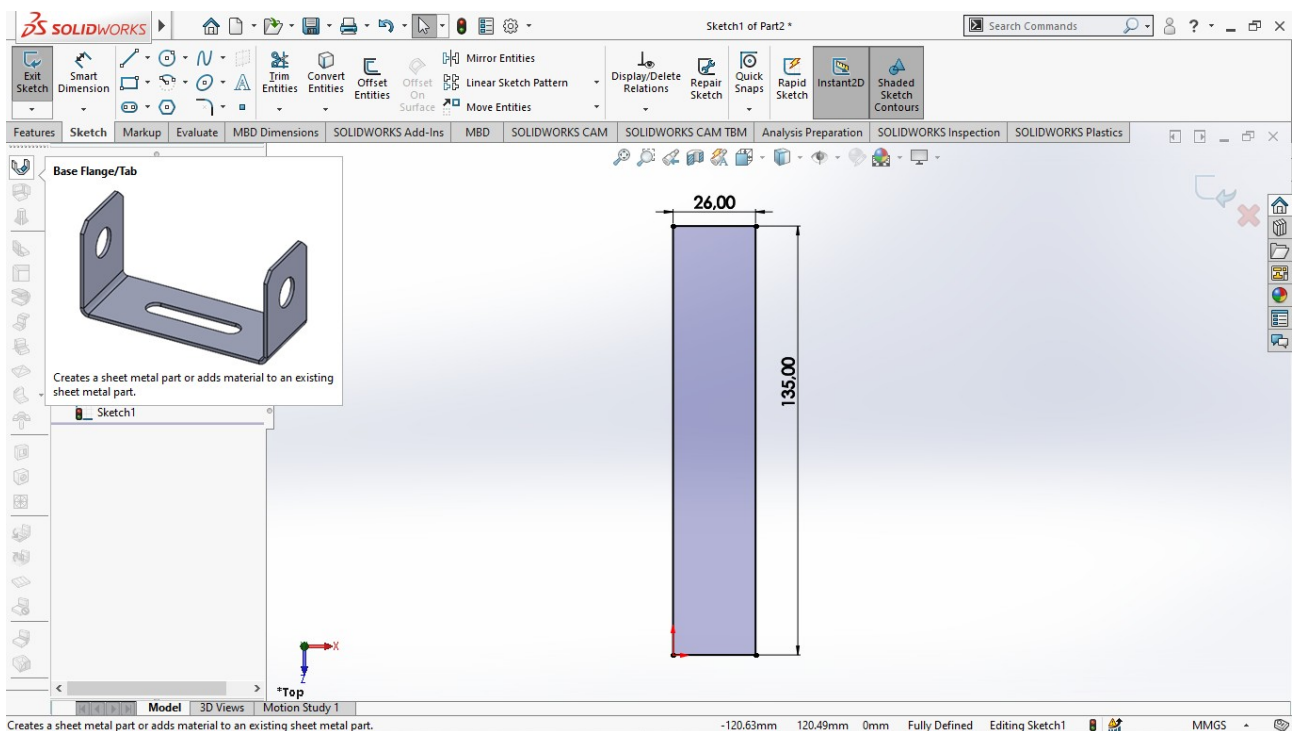 SOLIDWORKS
Sketch1 of Part2 *
Search Commands
?
Exit Sketch
Smart Dimension
Trim Entities
Convert Entities
Offset Entities
Offset On Surface
Mirror Entities
Linear Sketch Pattern
Move Entities
Display/Delete Relations
Repair Sketch
Quick Snaps
Rapid Sketch
Instant2D
Shaded Sketch Contours
Features Sketch Markup Evaluate MBD Dimensions SOLIDWORKS Add-Ins MBD SOLIDWORKS CAM SOLIDWORKS CAM TBM Analysis Preparation SOLIDWORKS Inspection SOLIDWORKS Plastics
Base Flange/Tab
Creates a sheet metal part or adds material to an existing
sheet metal part.
Sketch1
26,00
135,00
X
Z
*Top
Model 3D Views Motion Study 1
Creates a sheet metal part or adds material to an existing sheet metal part. -120.63mm 120.49mm 0mm Fully Defined Editing Sketch1 MMGS